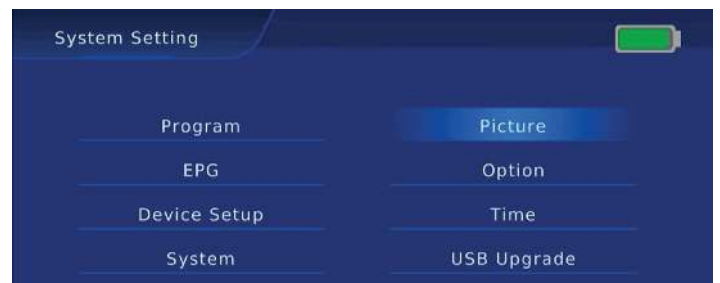 System Setting
Program
Picture
EPG
Option
Device Setup
Time
System
USB Upgrade